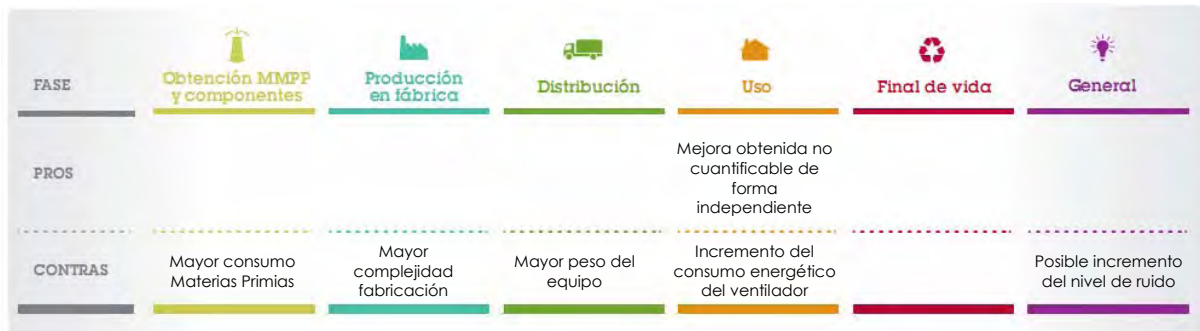 FASE
Obtención MMPP
y componentes
Producción
en fábrica
Distribución
Uso
Final de vida
General
PROS
Mejora obtenida no
cuantificable de
forma
independiente
CONTRAS
Mayor consumo
Materias Primias
Mayor
complejidad
fabricación
Mayor peso del
equipo
Incremento del
consumo energético
del ventilador
Posible incremento
del nivel de ruido